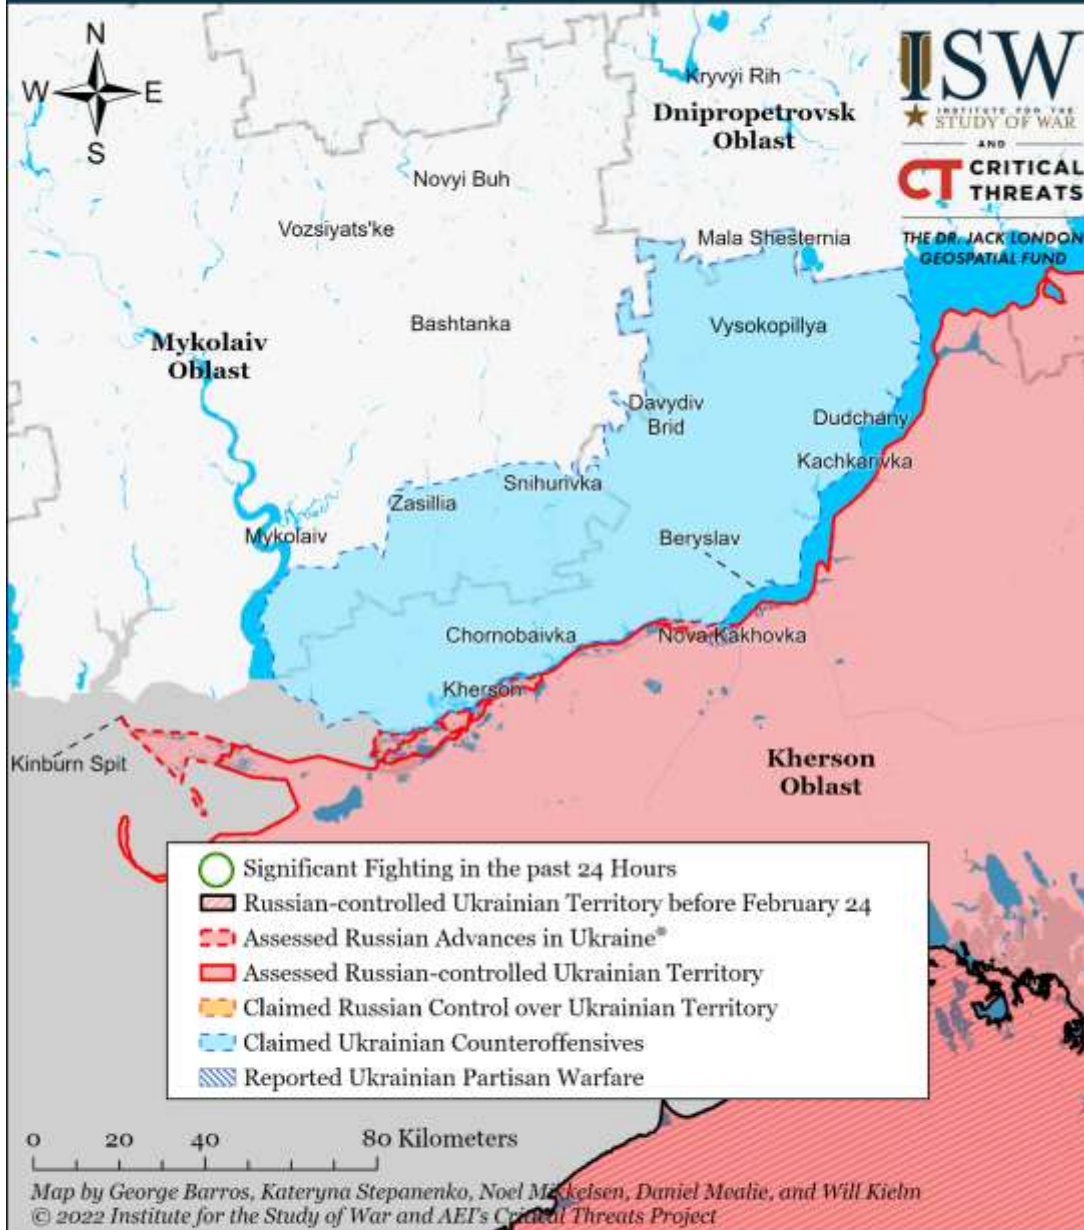 N
W E
S
ISW
INSTITUTE FOR THE
STUDY OF WAR
AND
CT CRITICAL
THREATS
THE DR. JACK LONDON
GEOSPATIAL FUND
Kryvyi Rih
Dnipropetrovsk
Oblast
Novyi Buh
Vozsiyats'ke
Mala Shesternia
Bashtanka
Vysokopillya
Mykolaiv
Oblast
Davydiv
Brid
Dudchany
Kachkarivka
Snihurivka
Zasillia
Mykolaiv
Beryslav
Chornobaivka
Nova Kakhovka
Kherson
Kinburn Spit
Kherson
Oblast
Significant Fighting in the past 24 Hours
Russian-controlled Ukrainian Territory before February 24
Assessed Russian Advances in Ukraine*
Assessed Russian-controlled Ukrainian Territory
Claimed Russian Control over Ukrainian Territory
Claimed Ukrainian Counteroffensives
Reported Ukrainian Partisan Warfare
0 20 40 80 Kilometers
Map by George Barros, Kateryna Stepanenko, Noel Mikkelsen, Daniel Mealie, and Will Kielm
© 2022 Institute for the Study of War and AEI's Critical Threats Project